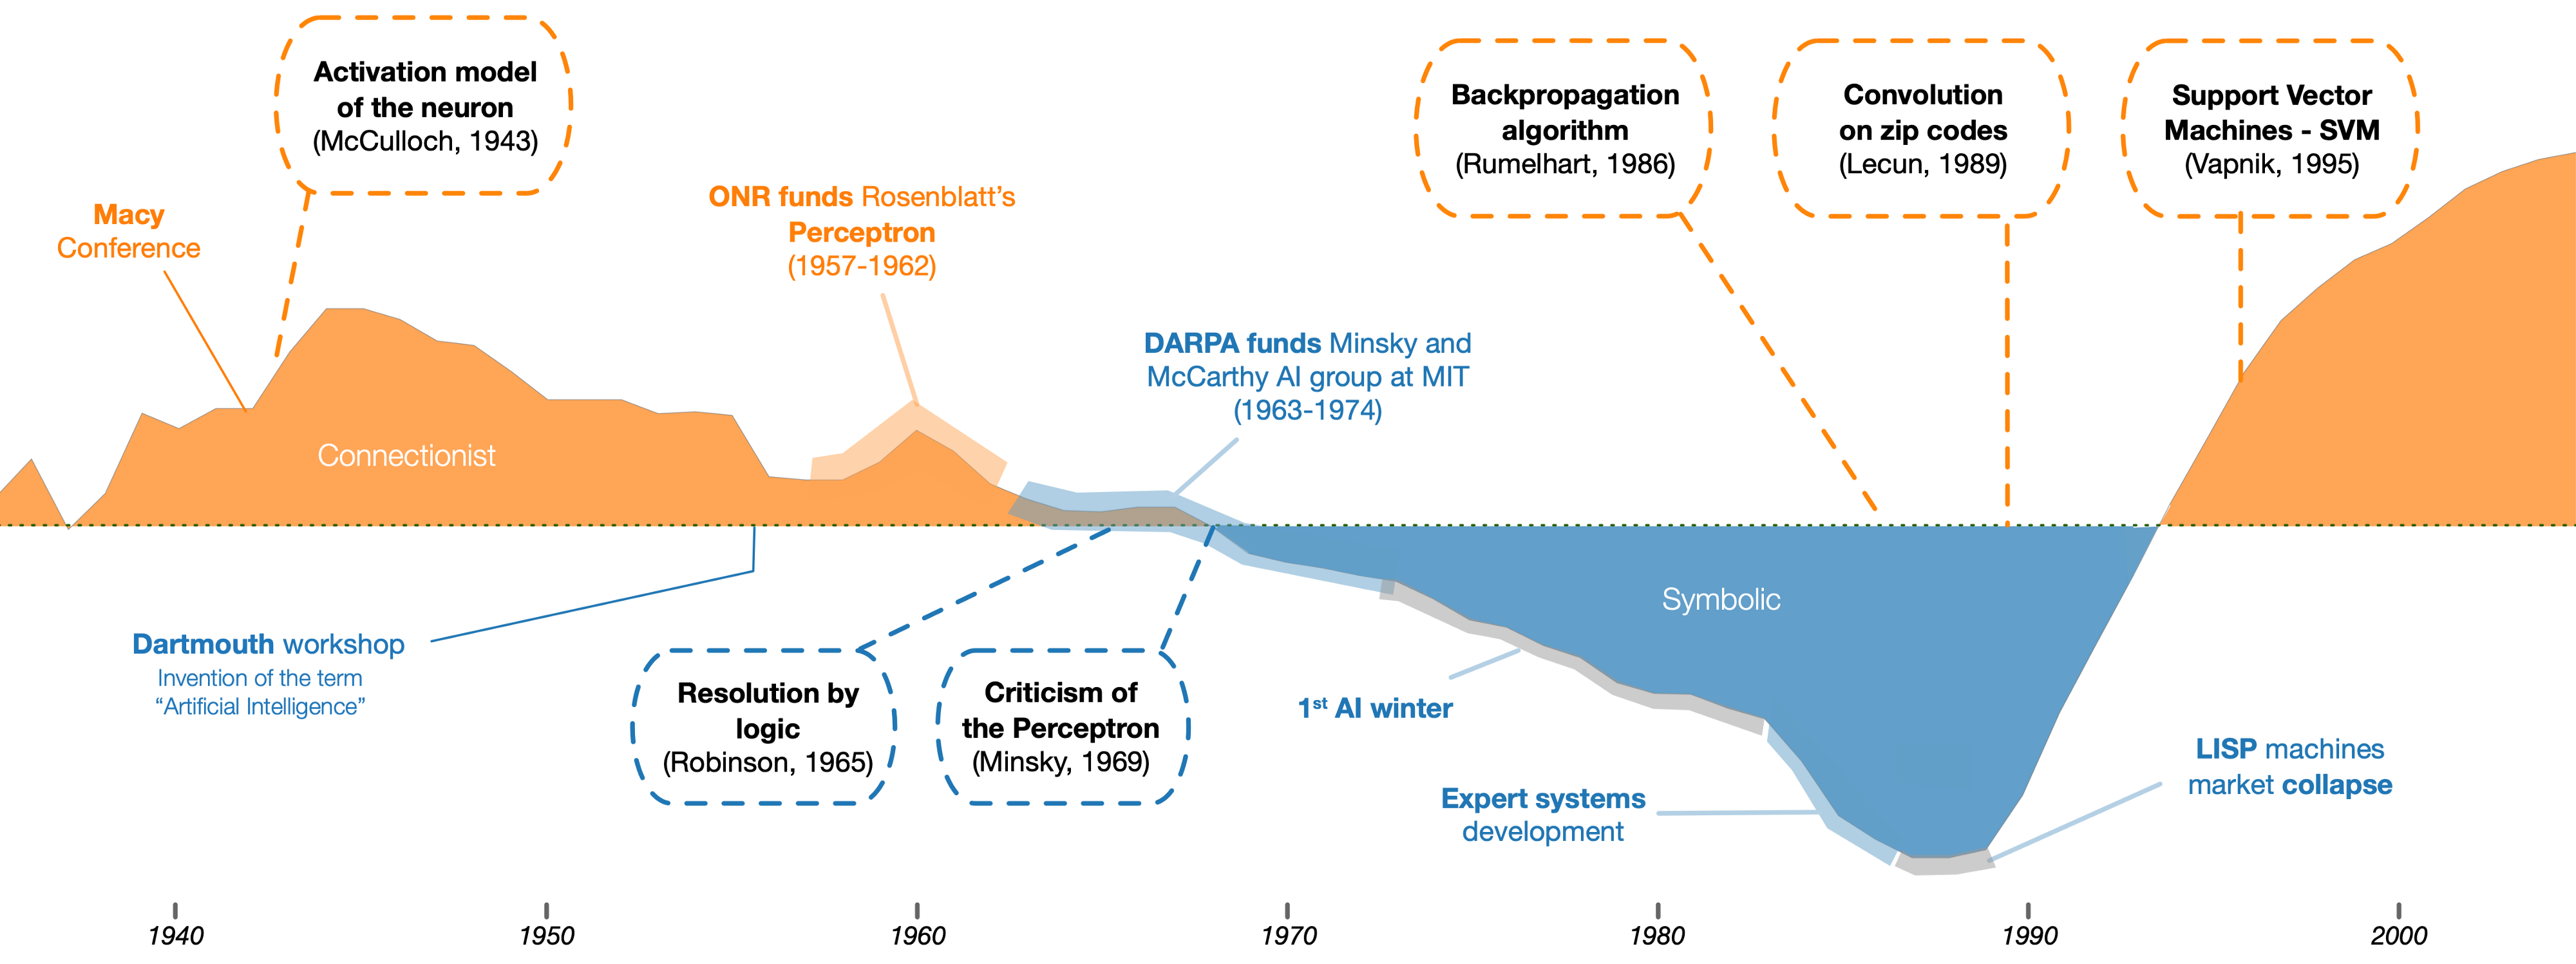 Activation model
of the neuron
(McCulloch, 1943)
Macy
Conference
ONR funds Rosenblatt’s
Perceptron
(1957-1962)
DARPA funds Minsky and
McCarthy AI group at MIT
(1963-1974)
Backpropagation
algorithm
(Rumelhart, 1986)
Convolution
on zip codes
(Lecun, 1989)
Support Vector
Machines - SVM
(Vapnik, 1995)
Connectionist
Symbolic
Dartmouth workshop
Invention of the term
“Artificial Intelligence”
Resolution by
logic
(Robinson, 1965)
Criticism of
the Perceptron
(Minsky, 1969)
1st AI winter
Expert systems
development
LISP machines
market collapse
1940
1950
1960
1970
1980
1990
2000